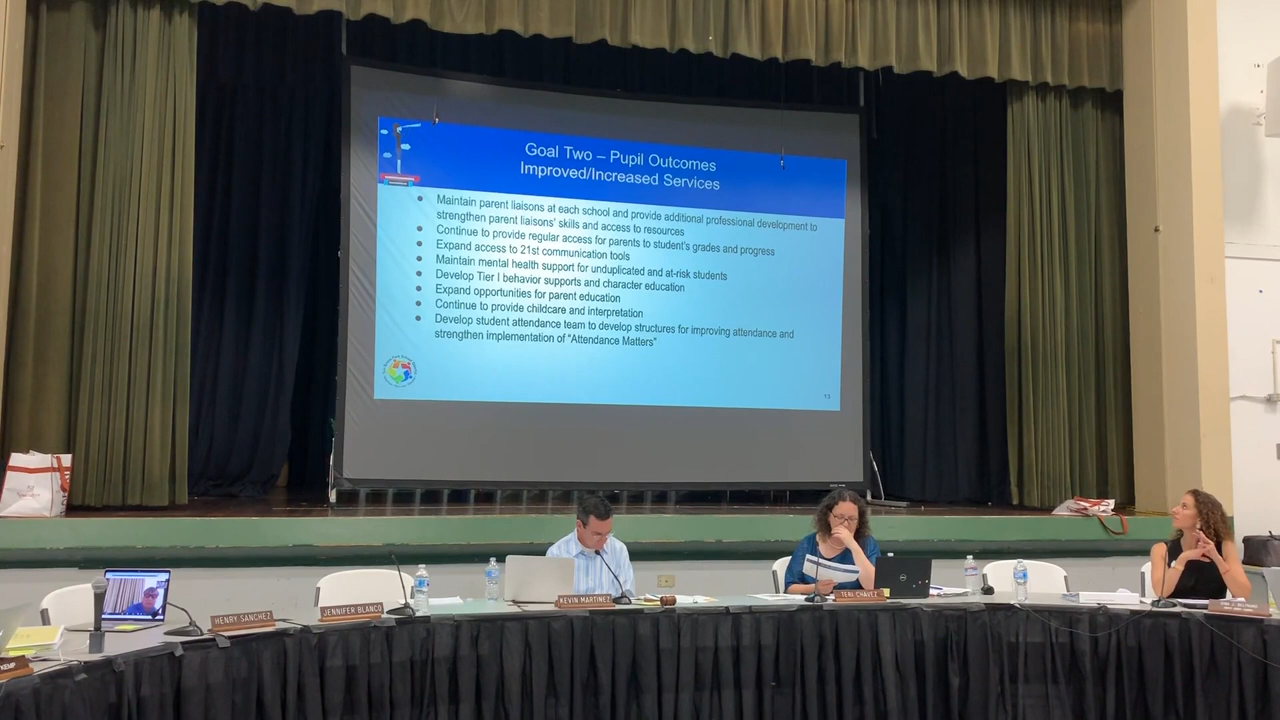 Goal Two – Pupil Outcomes
Improved/Increased Services
● Maintain parent liaisons at each school and provide additional professional development to
strengthen parent liaisons' skills and access to resources
● Continue to provide regular access for parents to student's grades and progress
● Expand access to 21st communication tools
● Maintain mental health support for unduplicated and at-risk students
● Develop Tier I behavior supports and character education
● Expand opportunities for parent education
● Continue to provide childcare and interpretation
● Develop student attendance team to develop structures for improving attendance and
strengthen implementation of "Attendance Matters"
13
KEMP
HENRY SANCHEZ
JENNIFER BLANCO
KEVIN MARTINEZ
TERI CHAVEZ
DELL